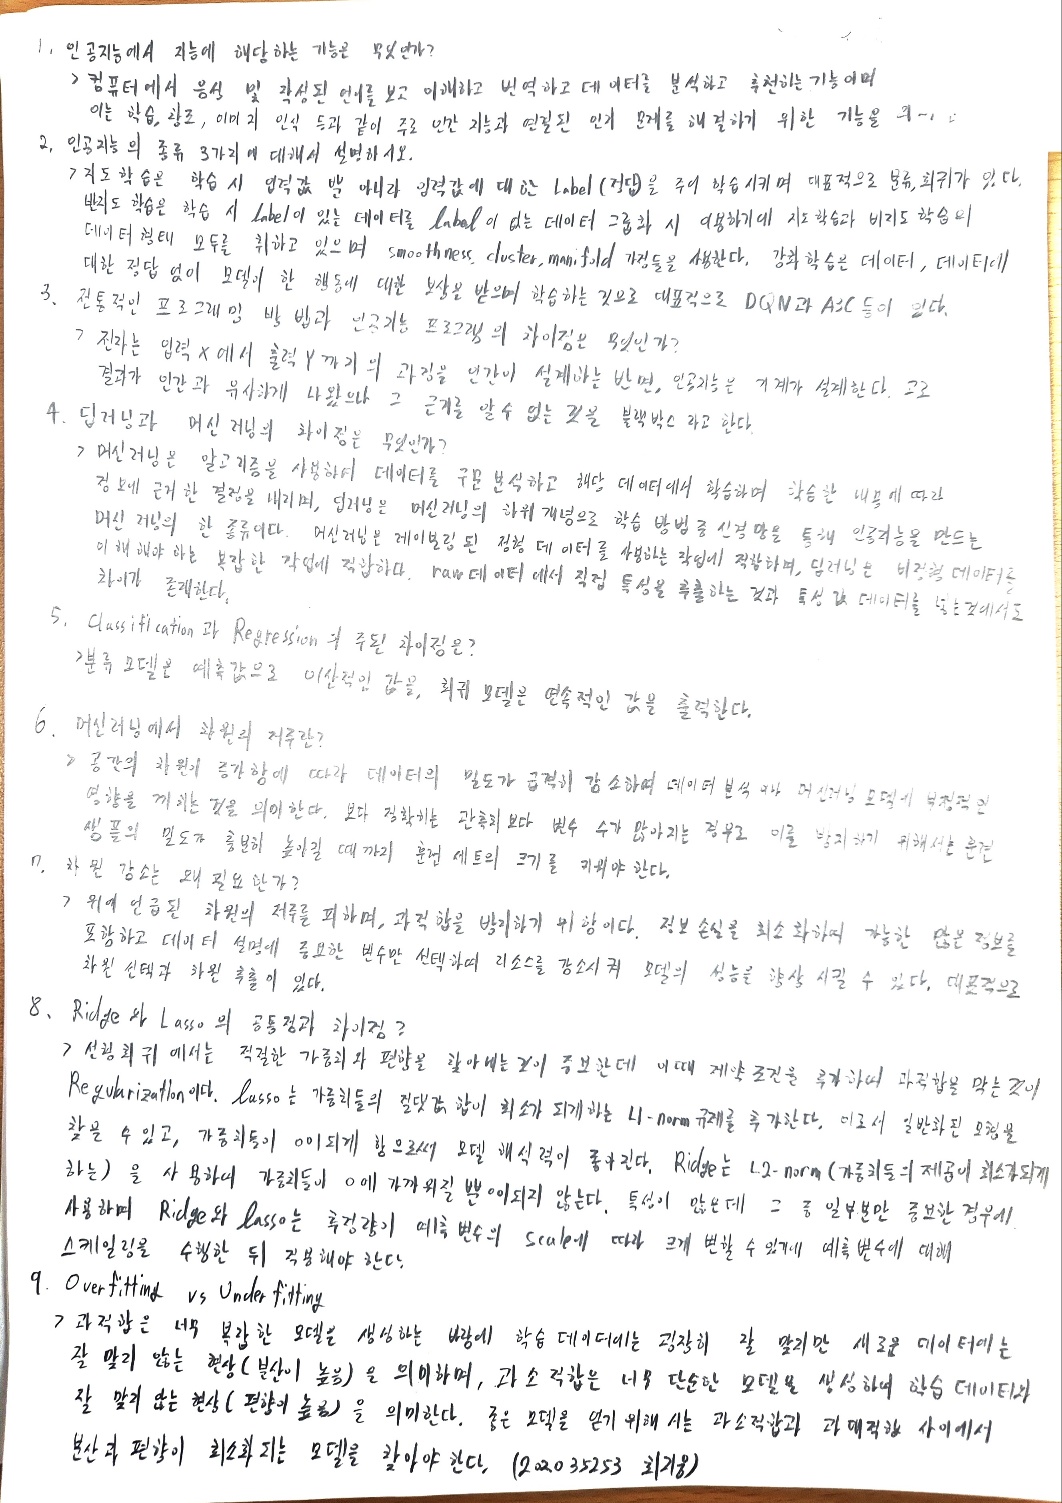 1. 인공지능에서 지능에 해당하는 기능은 무엇인가?
> 컴퓨터에서 음성 및 작성된 언어를 보고 이해하고 번역하고 데이터를 분석하고 추천하는 기능이며
이는 학습, 창조, 이미지 인식 등과 같이 주로 인간 지능과 연결된 인지 문제를 해결하기 위한 기능을
2. 인공지능의 종류 3가지에 대해서 설명하시오.
> 지도학습은 학습 시 입력값 뿐 아니라 입력값에 대한 Label(정답)을 주어 학습시키며 대표적으로 분류, 회귀가 있다.
반지도 학습은 학습 시 Label이 있는 데이터를 Label이 없는 데이터 그룹화 시 이용하기에 지도학습과 비지도 학습의
데이터형태 모두를 취하고 있으며 smoothness, cluster, manifold 가정들을 사용한다. 강화학습은 데이터, 데이터에
대한 정답 없이 모델이 한 행동에 대한 보상을 받으며 학습하는 것으로 대표적으로 DQN과 A3C 등이 있다.
3. 전통적인 프로그래밍 방법과 인공지능 프로그램의 차이점은 무엇인가?
> 전자는 입력 X에서 출력 Y까지의 과정을 인간이 설계하는 반면, 인공지능은 기계가 설계한다. 고로
결과가 인간과 유사하게 나왔으나 그 근거를 알 수 없는 것을 블랙박스 라고 한다.
4. 딥러닝과 머신 러닝의 차이점은 무엇인가?
> 머신러닝은 알고리즘을 사용하여 데이터를 구문분석하고 해당 데이터에서 학습하며 학습한 내용에 따라
정보에 근거한 결정을 내리며, 딥러닝은 머신러닝의 하위개념으로 학습 방법 중 신경망을 통해 인공지능을 만드는
머신 러닝의 한 종류이다. 머신러닝은 레이블링 된 정형 데이터를 사용하는 작업에 적합하며, 딥러닝은 비정형 데이터를
이해해야 하는 복잡한 작업에 적합하다. raw데이터에서 직접 특성을 추출하는 것과 특성 값 데이터를 넣는것에서도
차이가 존재한다.
5. Classification과 Regression의 주된 차이점은?
> 분류 모델은 예측값으로 이산적인 값을, 회귀 모델은 연속적인 값을 출력한다.
6. 머신러닝에서 차원의 저주란?
> 공간의 차원이 증가함에 따라 데이터의 밀도가 급격히 감소하며 데이터 분석 이나 머신러닝 모델에 부정적인
영향을 끼치는 것을 의미한다. 보다 정확히는 관측치보다 변수 수가 많아지는 경우로 이를 방지하기 위해서는 훈련
샘플의 밀도가 충분히 높아질 때까지 훈련 세트의 크기를 키워야 한다.
7. 차원 감소는 왜 필요한가?
> 위에 언급된 차원의 저주를 피하며, 과적합을 방지하기 위함이다. 정보 손실을 최소화하며 가능한 많은 정보를
포함하고 데이터 설명에 중요한 변수만 선택하며 리소스를 감소시켜 모델의 성능을 향상 시킬 수 있다. 대표적으로
차원 선택과 차원 추출이 있다.
8. Ridge와 Lasso의 공통점과 차이점?
> 선형회귀에서는 적절한 가중치와 편향을 찾아내는 것이 중요한데 이때 제약 조건을 추가하여 과적합을 막는 것이
Regularization이다. Lasso는 가중치들의 절댓값 합이 최소가 되게하는 L1-norm 규제를 추가한다. 이로서 일반화된 모형을
찾을 수 있고, 가중치들이 0이되게 함으로써 모델 해석력이 좋아진다. Ridge는 L2-norm(가중치들의 제곱이 최소가되게
하는)을 사용하여 가중치들이 0에 가까워질 뿐 0이되지 않는다. 특성이 많은데 그 중 일부분만 중요한 경우에
사용하며 Ridge와 Lasso는 추정량이 예측 변수의 scale에 따라 크게 변할 수 있기에 예측변수에 대해
스케일링을 수행한 뒤 적용해야 한다.
9. Overfitting vs Underfitting
> 과적합은 너무 복잡한 모델을 생성하는 바람에 학습 데이터에는 굉장히 잘 맞지만 새로운 데이터에는
잘 맞지 않는 현상(분산이 높음)을 의미하며, 과소적합은 너무 단순한 모델을 생성하여 학습 데이터와
잘 맞지 않는 현상(편향이 높음)을 의미한다. 좋은 모델을 얻기 위해서는 과소적합과 과대적합 사이에서
분산과 편향이 최소화되는 모델을 찾아야 한다. (202035253 최지웅)